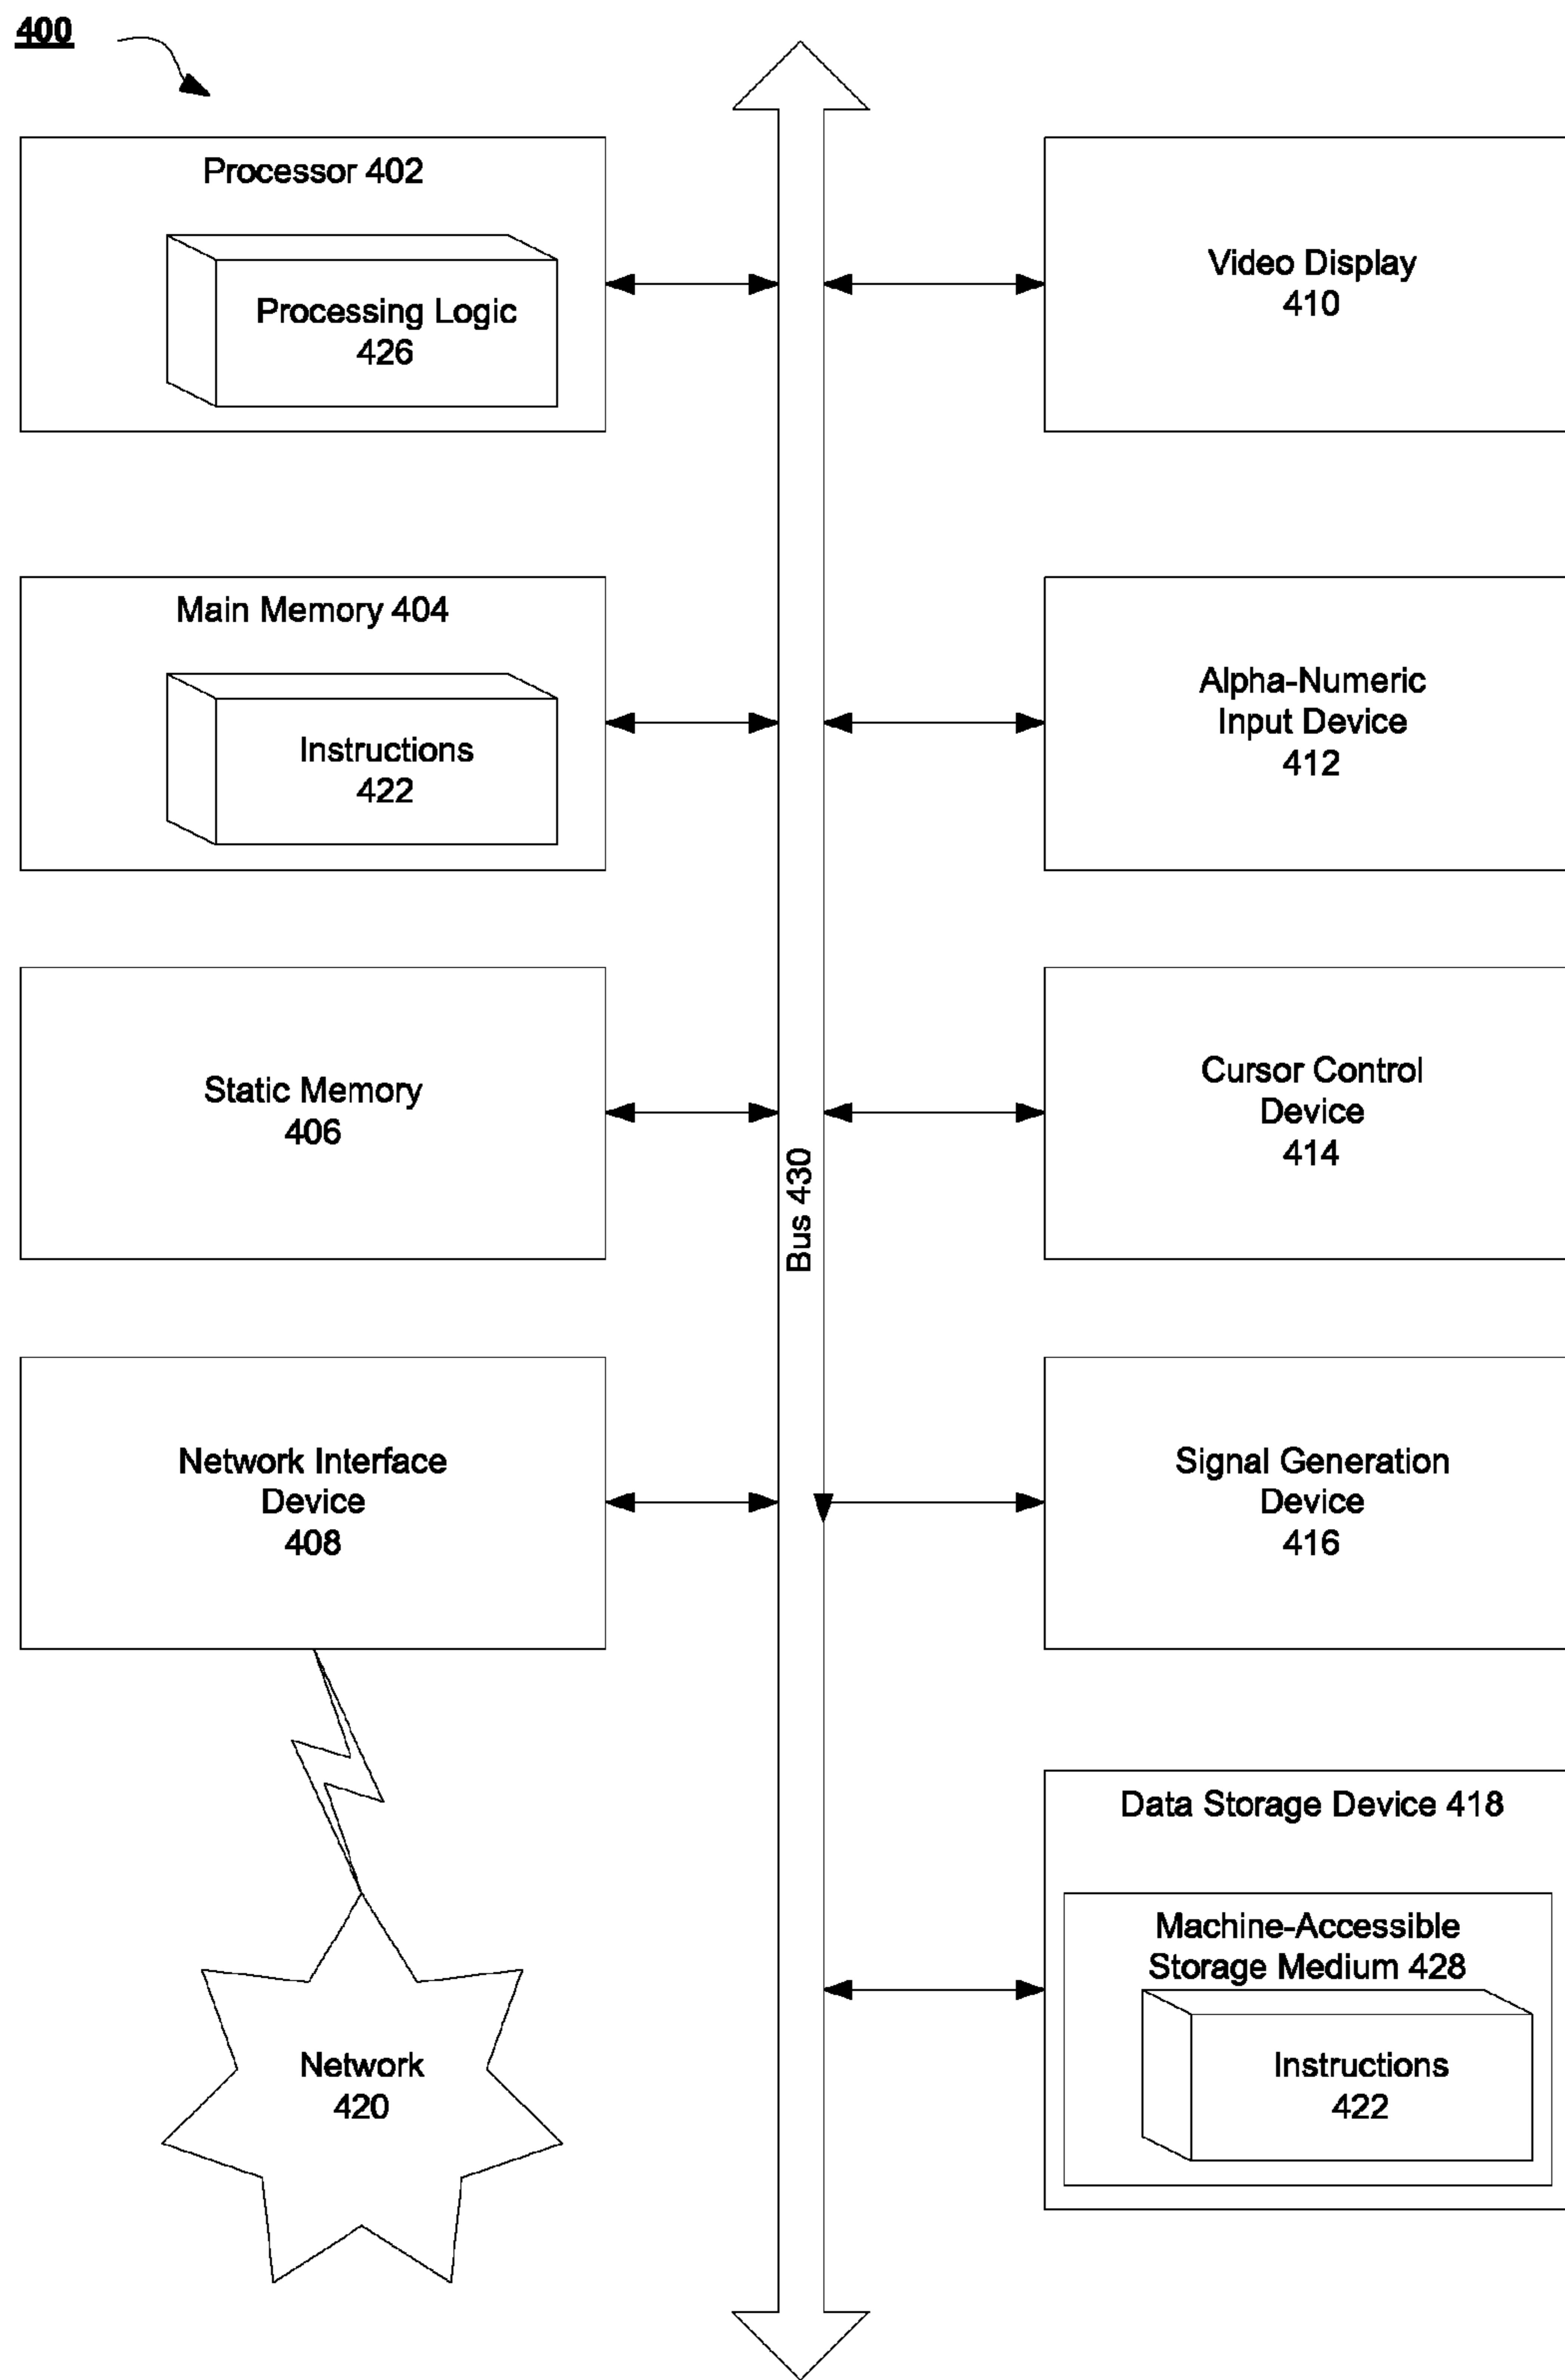 400
Processor 402
Processing Logic
426
Main Memory 404
Instructions
422
Static Memory
406
Network Interface
Device
408
Network
420
Bus 430
Video Display
410
Alpha-Numeric
Input Device
412
Cursor Control
Device
414
Signal Generation
Device
416
Data Storage Device 418
Machine-Accessible
Storage Medium 428
Instructions
422